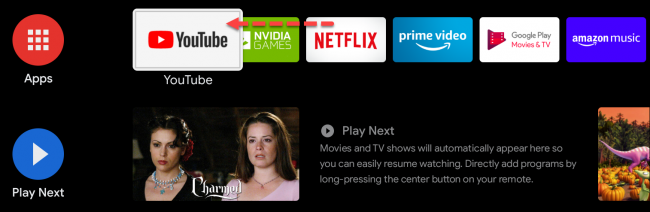 YouTube
NVIDIA
GAMES
NETFLIX
prime video
Google Play
Movies & TV
amazon music
Apps
YouTube
Play Next
Movies and TV shows will automatically appear here so
you can easily resume watching. Directly add programs by
long-pressing the center button on your remote.
Charmed
Play Next